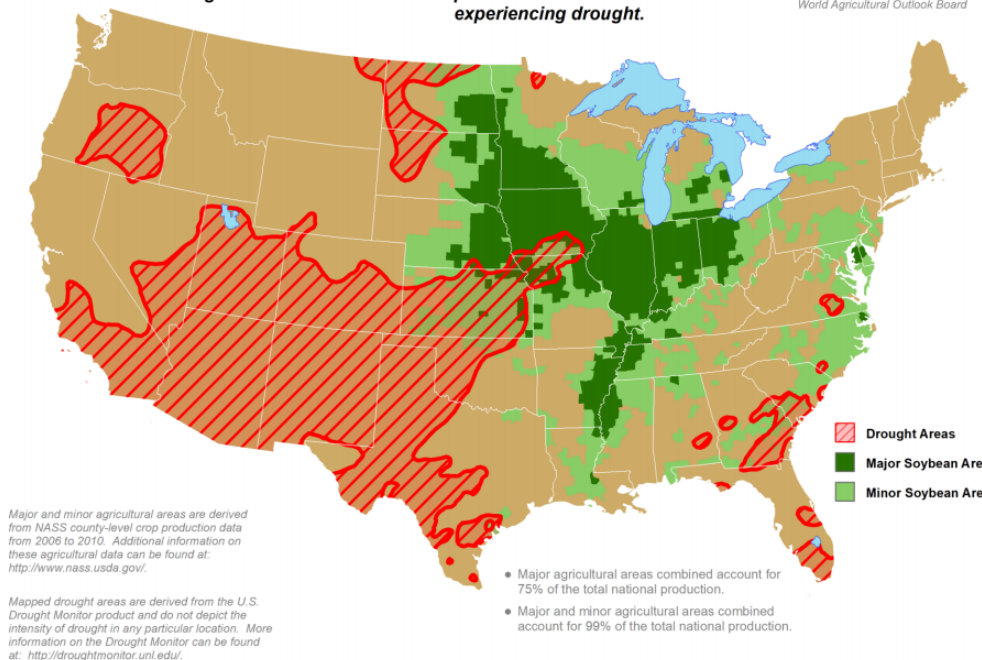 experiencing drought.
World Agricultural Outlook Board
Drought Areas
Major Soybean Are
Minor Soybean Are
Major and minor agricultural areas are derived
from NASS county-level crop production data
from 2006 to 2010. Additional information on
these agricultural data can be found at:
http://www.nass.usda.gov/.
Mapped drought areas are derived from the U.S.
Drought Monitor product and do not depict the
intensity of drought in any particular location. More
information on the Drought Monitor can be found
at: http://droughtmonitor.unl.edu/.
● Major agricultural areas combined account for
75% of the total national production.
● Major and minor agricultural areas combined
account for 99% of the total national production.